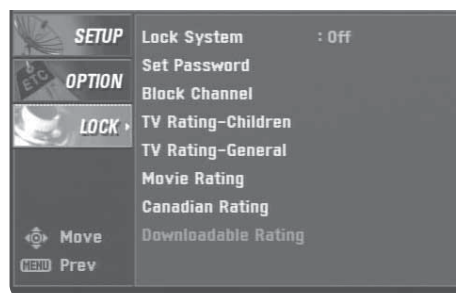 SETUP
ETC
OPTION
LOCK
Lock System : Off
Set Password
Block Channel
TV Rating-Children
TV Rating-General
Movie Rating
Canadian Rating
Downloadable Rating
Move
MENU Prev